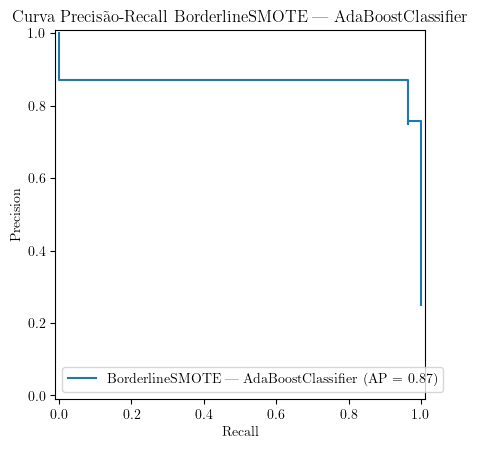 Curva Precisão-Recall BorderlineSMOTE — AdaBoostClassifier
1.0
0.8
0.6
0.4
0.2
0.0
Precision
BorderlineSMOTE — AdaBoostClassifier (AP = 0.87)
0.0 0.2 0.4 0.6 0.8 1.0
Recall